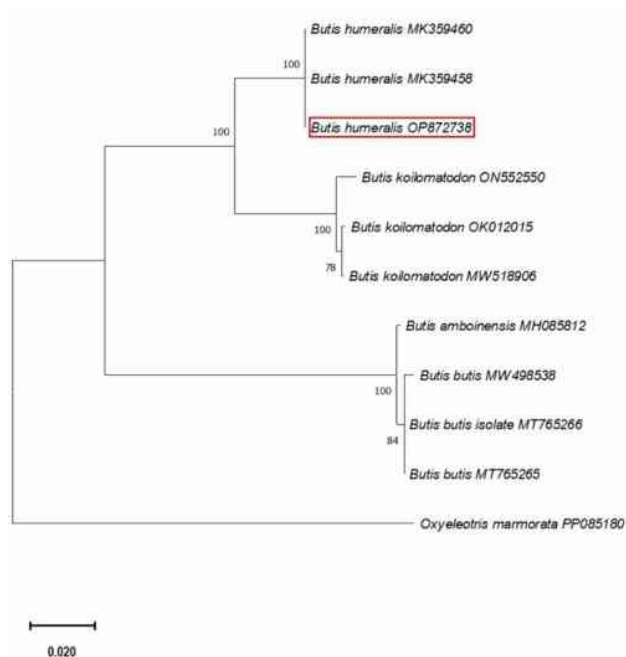 Butis humeralis MK359460
100
Butis humeralis MK359458
100
Butis humeralis OP872738
Butis koilomatodon ON552550
100
Butis koilomatodon OK012015
78
Butis koilomatodon MW518906
Butis amboinensis MH085812
Butis butis MW498538
100
Butis butis isolate MT765266
84
Butis butis MT765265
Oxyeleotris marmorata PP085180
0.020